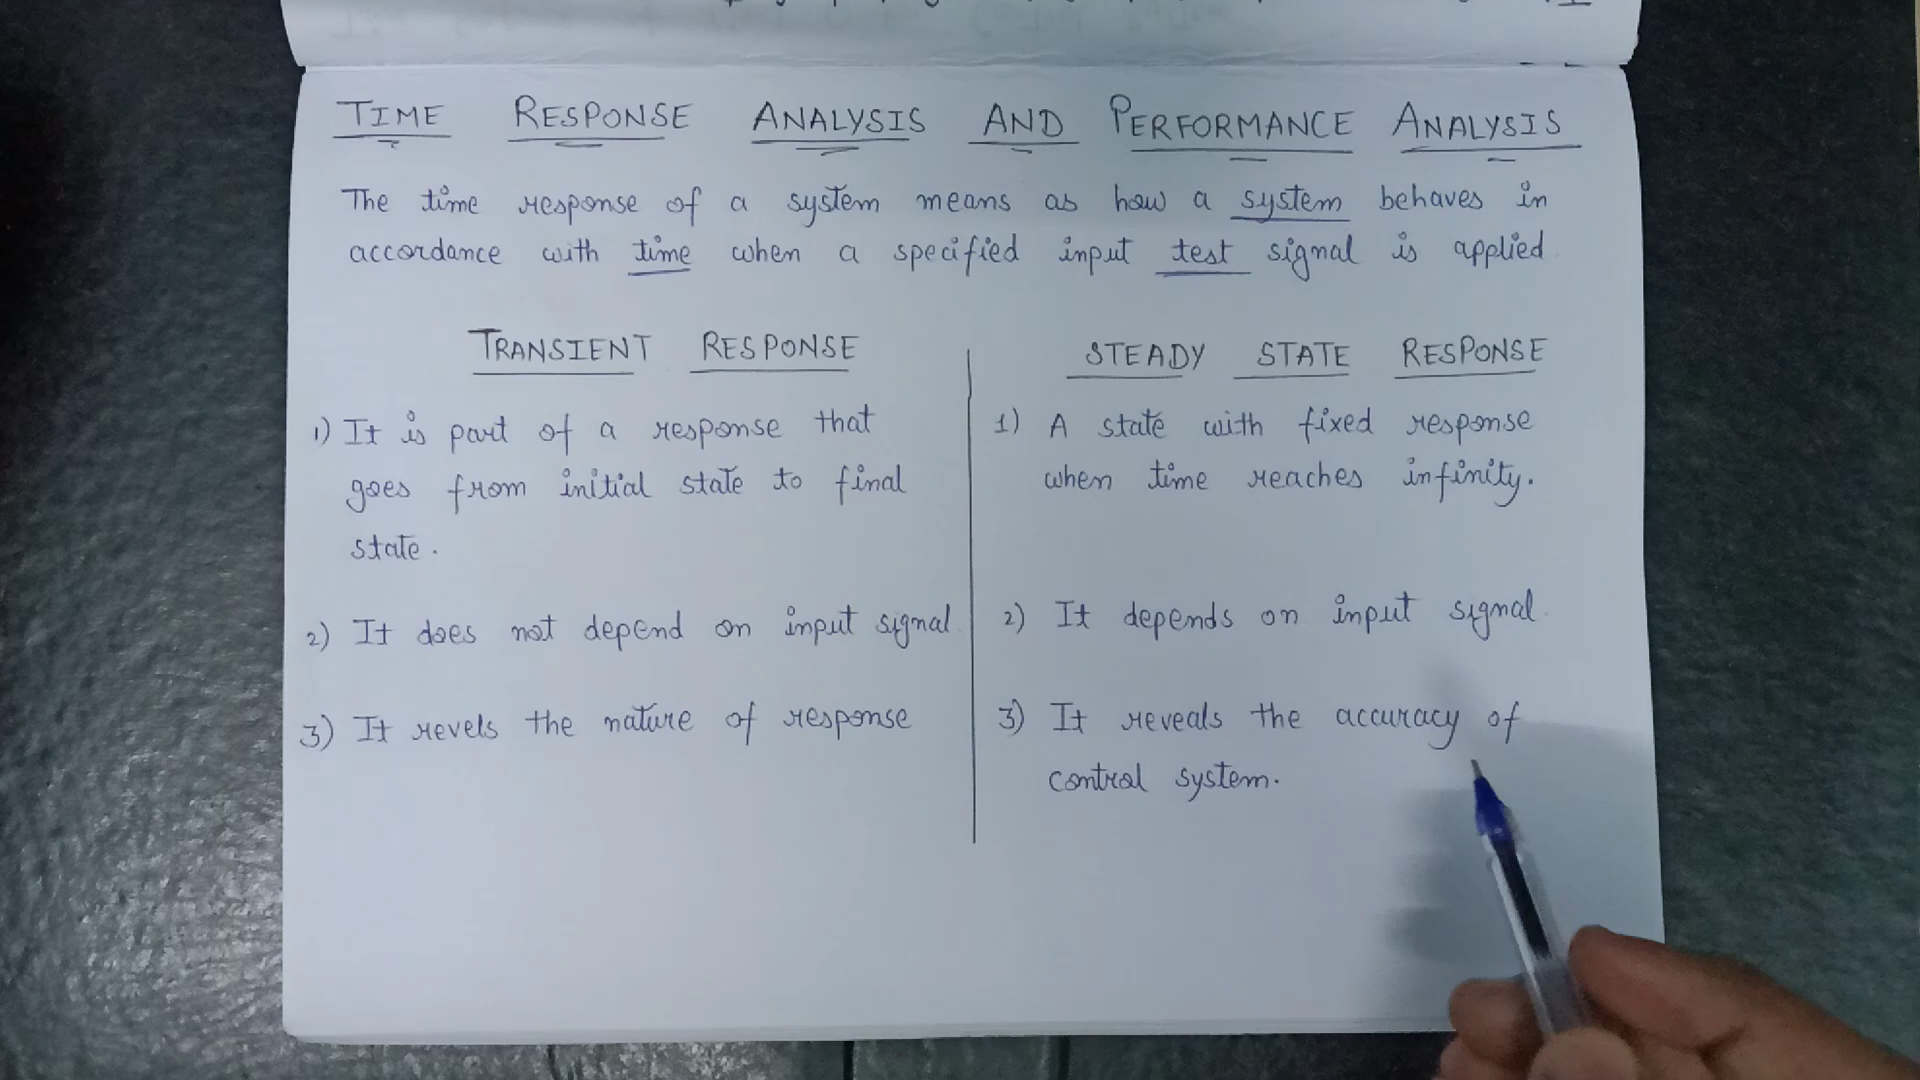 TIME RESPONSE ANALYSIS AND PERFORMANCE ANALYSIS
The time response of a system means as how a system behaves in
accordance with time when a specified input test signal is applied
TRANSIENT RESPONSE
1) It is part of a response that
goes from initial state to final
state.
2) It does not depend on input signal
3) It revels the nature of response
STEADY STATE RESPONSE
1) A state with fixed response
when time reaches infinity.
2) It depends on input signal.
3) It reveals the accuracy of
control system.